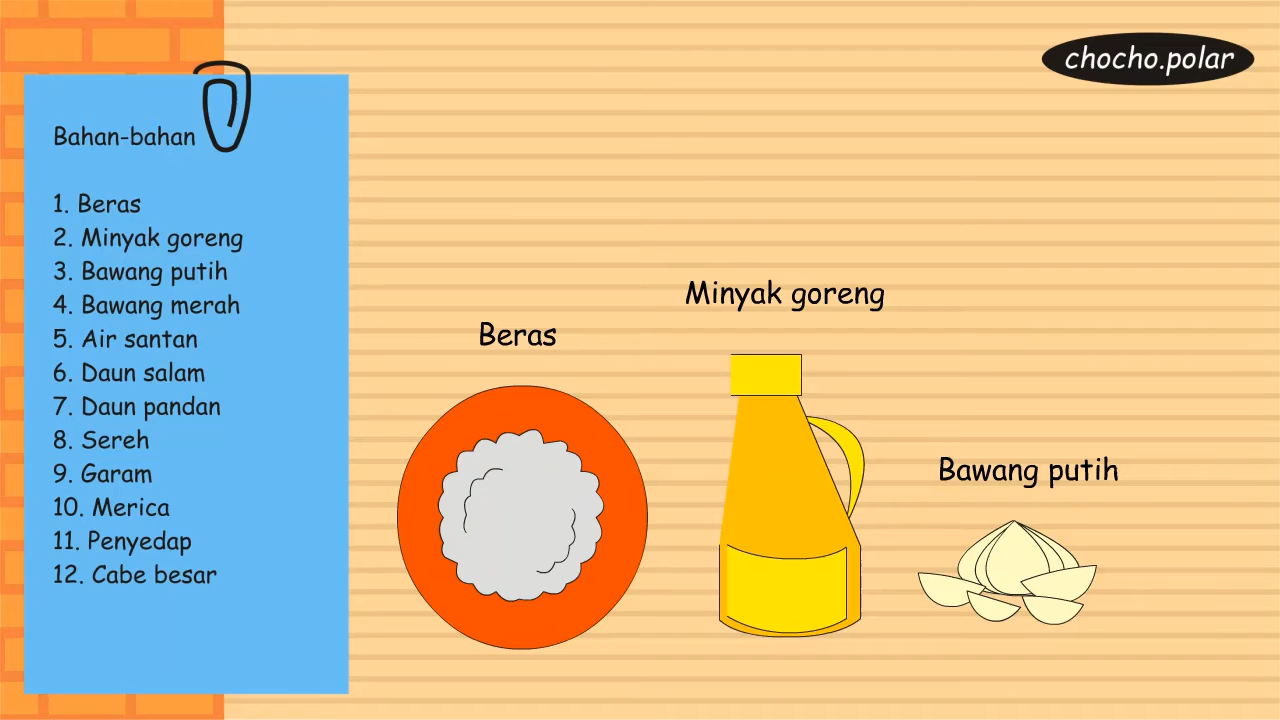 chocho.polar
Bahan-bahan
1. Beras
2. Minyak goreng
3. Bawang putih
4. Bawang merah
5. Air santan
6. Daun salam
7. Daun pandan
8. Sereh
9. Garam
10. Merica
11. Penyedap
12. Cabe besar
Minyak goreng
Beras
Bawang putih